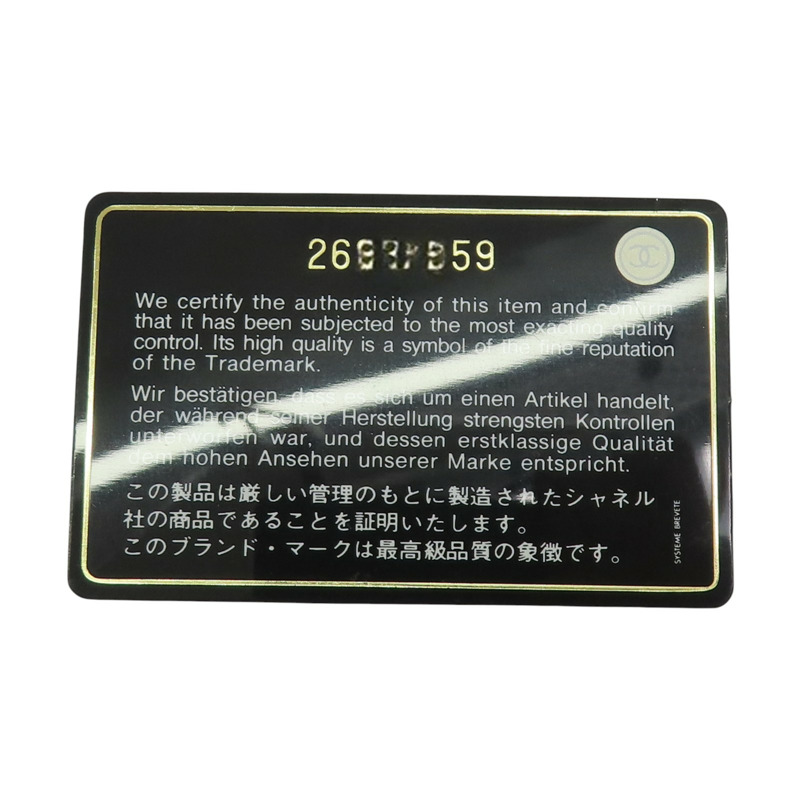 We certify the authenticity of this item and confirm
that it has been subjected to the most exacting quality
control. Its high quality is a symbol of the fine reputation
of the Trademark.
Wir bestätigen, dass es sich um einen Artikel handelt,
der während seiner Herstellung strengsten Kontrollen
unterworfen war, und dessen erstklassige Qualität
dem hohen Ansehen unserer Marke entspricht.
この製品は厳しい管理のもとに製造されたシャネル
社の商品であることを証明いたします。
このブランド・マークは最高級品質の象徴です。
SYSTEME BREVETE